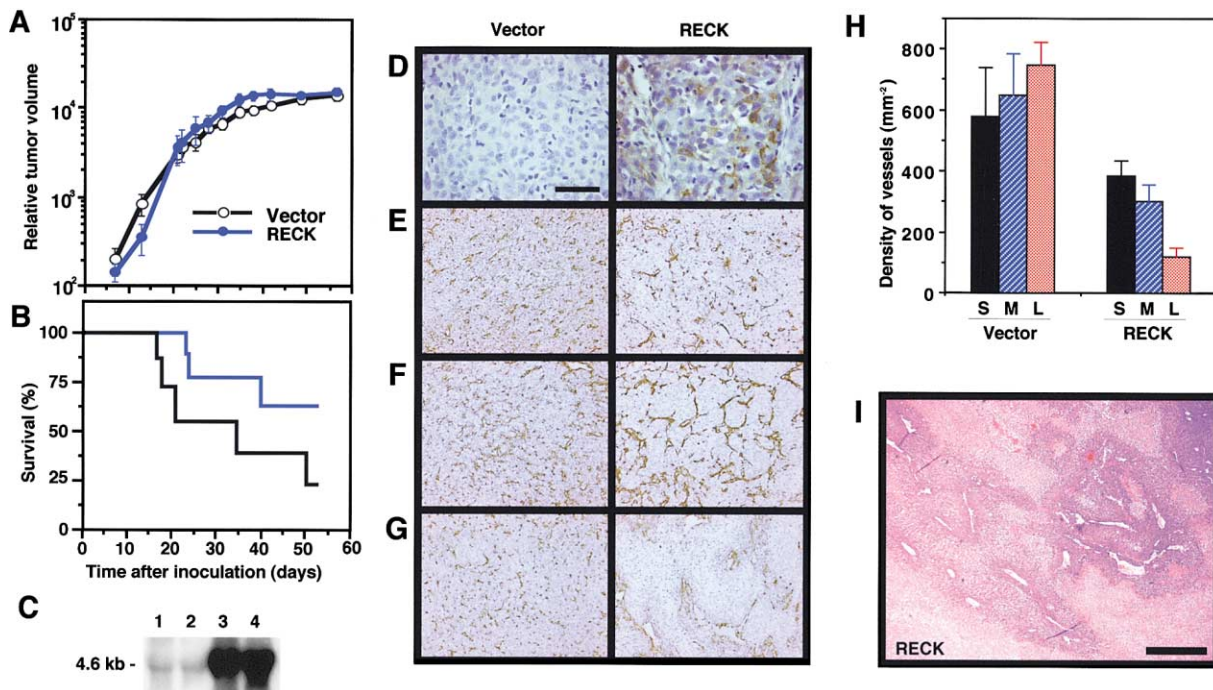 A
10^5
10^4
10^3
10^2
Relative tumor volume
Vector
RECK
B
100
75
50
25
0
Survival (%)
0 10 20 30 40 50 60
Time after inoculation (days)
C
1 2 3 4
4.6 kb -
Vector RECK
D
E
F
G
H
800
600
400
200
0
Density of vessels (mm^-2)
S M L S M L
Vector RECK
I
RECK